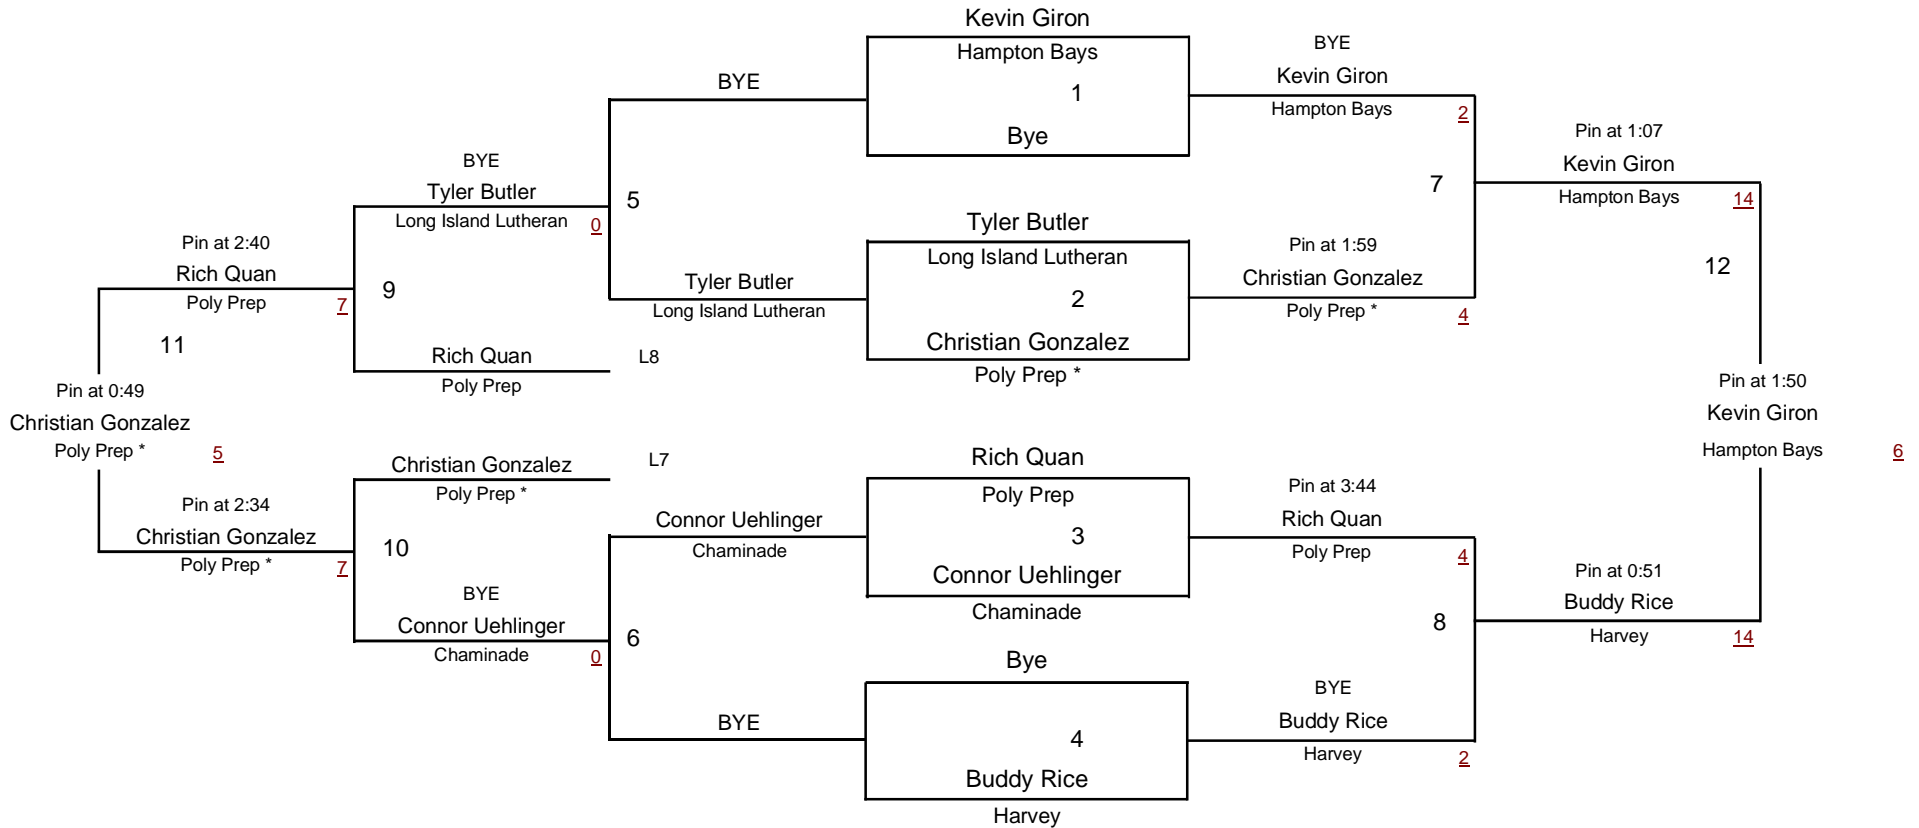 Kevin Giron
Hampton Bays
1
Bye
BYE
Kevin Giron
Hampton Bays
2
BYE
BYE
Tyler Butler
Long Island Lutheran
0
5
Tyler Butler
Long Island Lutheran
Tyler Butler
Long Island Lutheran
2
Christian Gonzalez
Poly Prep *
Pin at 1:59
Christian Gonzalez
Poly Prep *
4
7
Pin at 1:07
Kevin Giron
Hampton Bays
14
12
Pin at 2:40
Rich Quan
Poly Prep
7
9
Rich Quan
Poly Prep
L8
11
Pin at 0:49
Christian Gonzalez
Poly Prep *
5
Pin at 1:50
Kevin Giron
Hampton Bays
6
Christian Gonzalez
Poly Prep *
L7
Pin at 2:34
Christian Gonzalez
Poly Prep *
7
10
BYE
Connor Uehlinger
Chaminade
0
6
Connor Uehlinger
Chaminade
Rich Quan
Poly Prep
3
Connor Uehlinger
Chaminade
Pin at 3:44
Rich Quan
Poly Prep
4
8
Pin at 0:51
Buddy Rice
Harvey
14
BYE
Bye
4
Buddy Rice
Harvey
BYE
Buddy Rice
Harvey
2